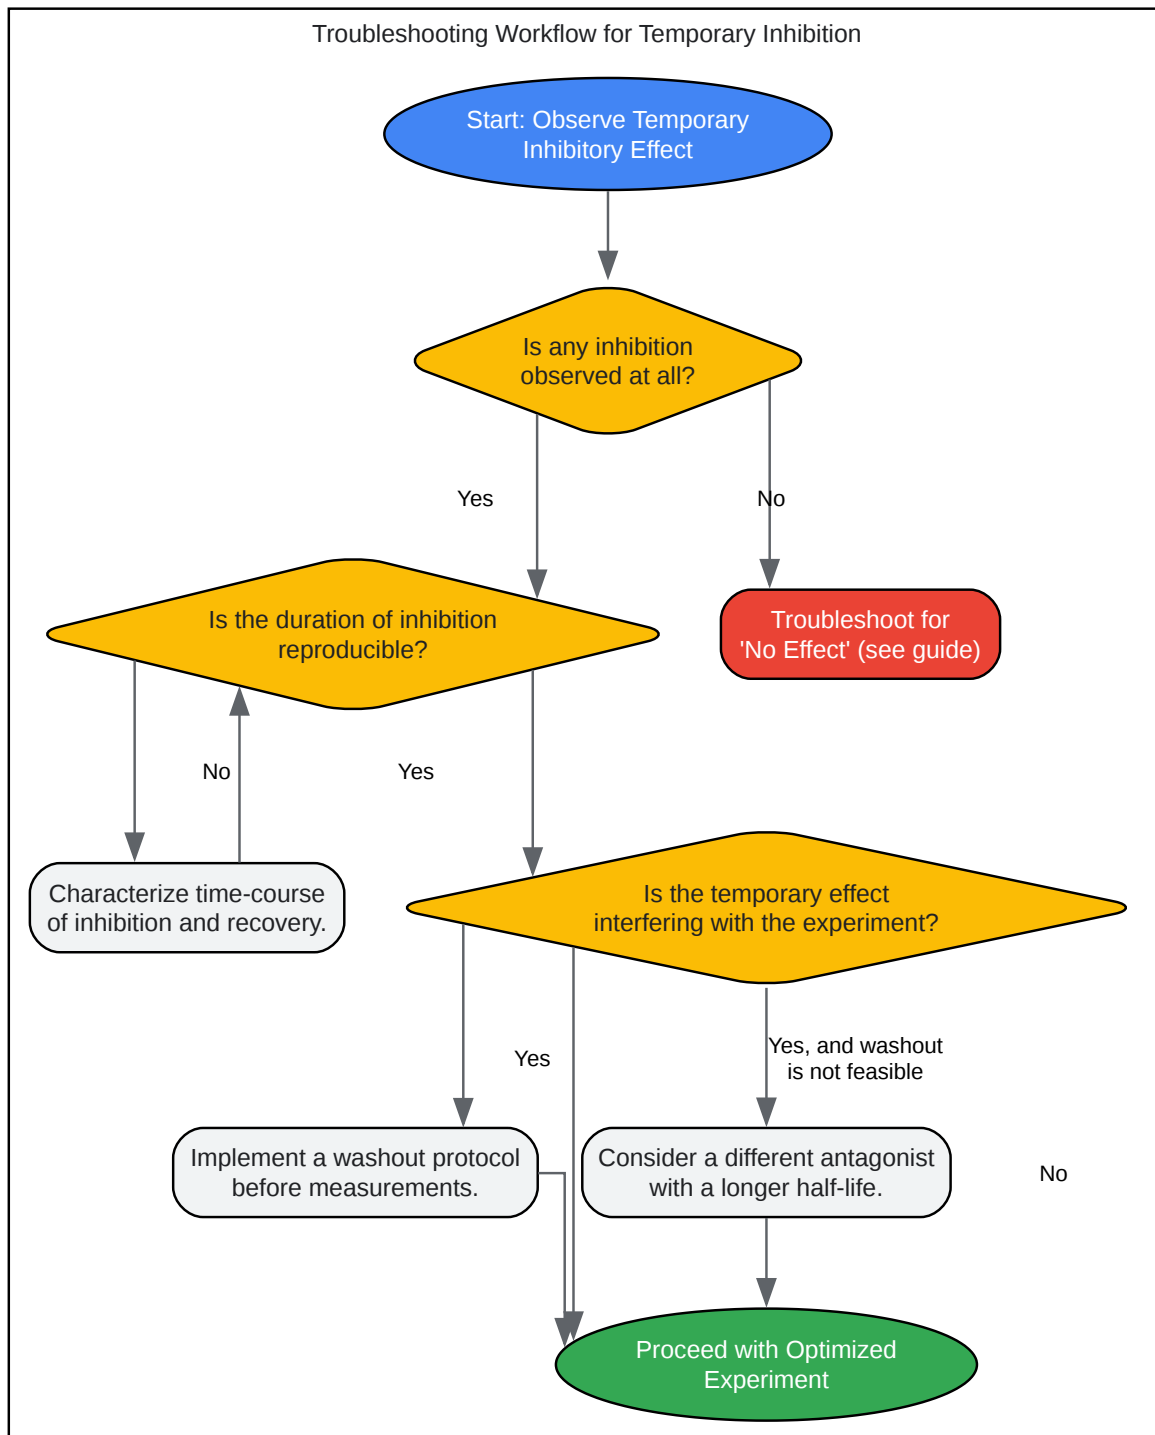 Troubleshooting Workflow for Temporary Inhibition
Start: Observe Temporary
Inhibitory Effect
Is any inhibition
observed at all?
Yes
No
Is the duration of inhibition
reproducible?
Troubleshoot for
'No Effect' (see guide)
No
Yes
Characterize time-course
of inhibition and recovery.
Is the temporary effect
interfering with the experiment?
Yes
Yes, and washout
is not feasible
Implement a washout protocol
before measurements.
Consider a different antagonist
with a longer half-life.
No
Proceed with Optimized
Experiment